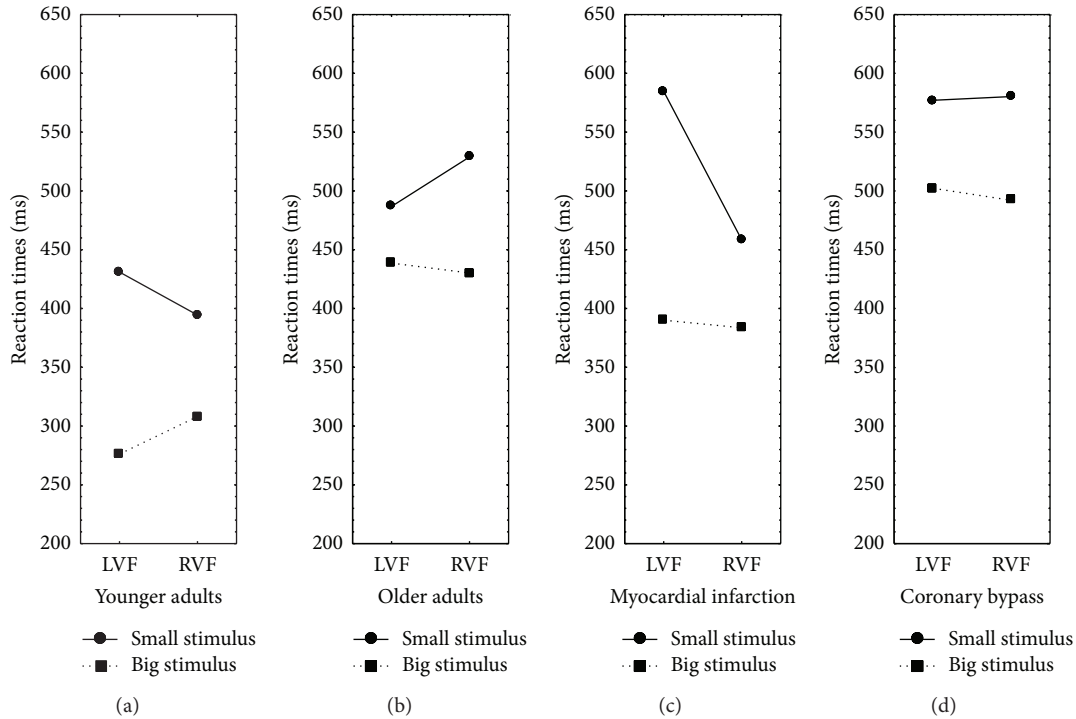 650
600
550
500
450
400
350
300
250
200
Reaction times (ms)
LVF RVF
Younger adults
Small stimulus
Big stimulus
(a)
650
600
550
500
450
400
350
300
250
200
Reaction times (ms)
LVF RVF
Older adults
Small stimulus
Big stimulus
(b)
650
600
550
500
450
400
350
300
250
200
Reaction times (ms)
LVF RVF
Myocardial infarction
Small stimulus
Big stimulus
(c)
650
600
550
500
450
400
350
300
250
200
Reaction times (ms)
LVF RVF
Coronary bypass
Small stimulus
Big stimulus
(d)